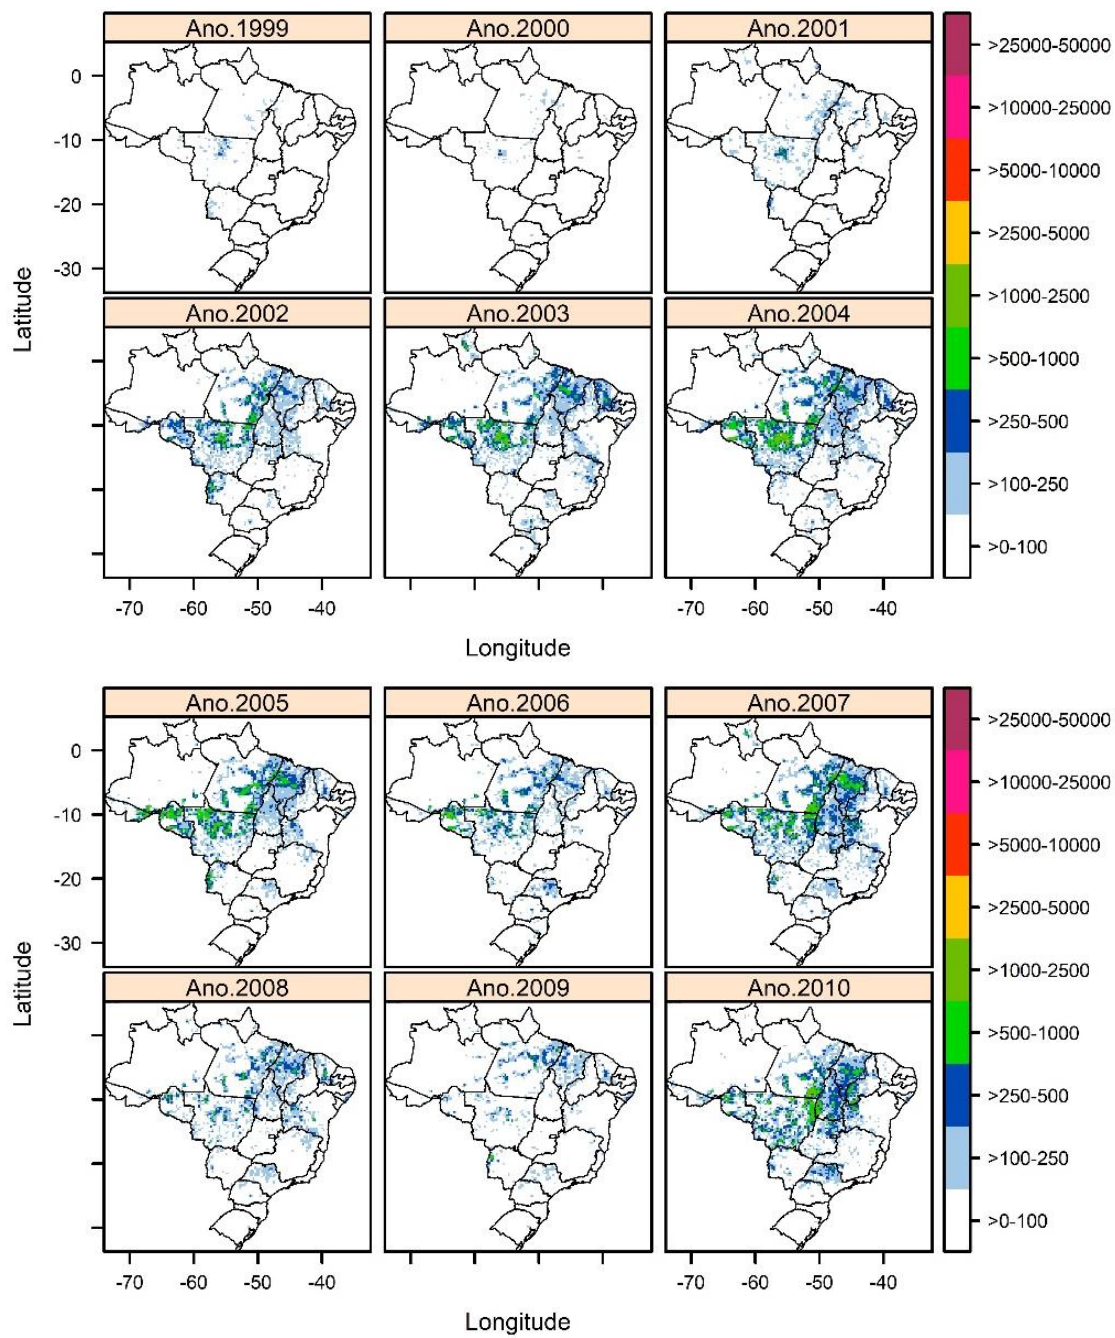 Ano.1999
Ano.2000
Ano.2001
0
-10
-20
-30
Ano.2002
Ano.2003
Ano.2004
-70
-60
-50
-40
-70
-60
-50
-40
Latitude
Longitude
>25000-50000
>10000-25000
>5000-10000
>2500-5000
>1000-2500
>500-1000
>250-500
>100-250
>0-100
Ano.2005
Ano.2006
Ano.2007
0
-10
-20
-30
Ano.2008
Ano.2009
Ano.2010
-70
-60
-50
-40
-70
-60
-50
-40
Latitude
Longitude
>25000-50000
>10000-25000
>5000-10000
>2500-5000
>1000-2500
>500-1000
>250-500
>100-250
>0-100